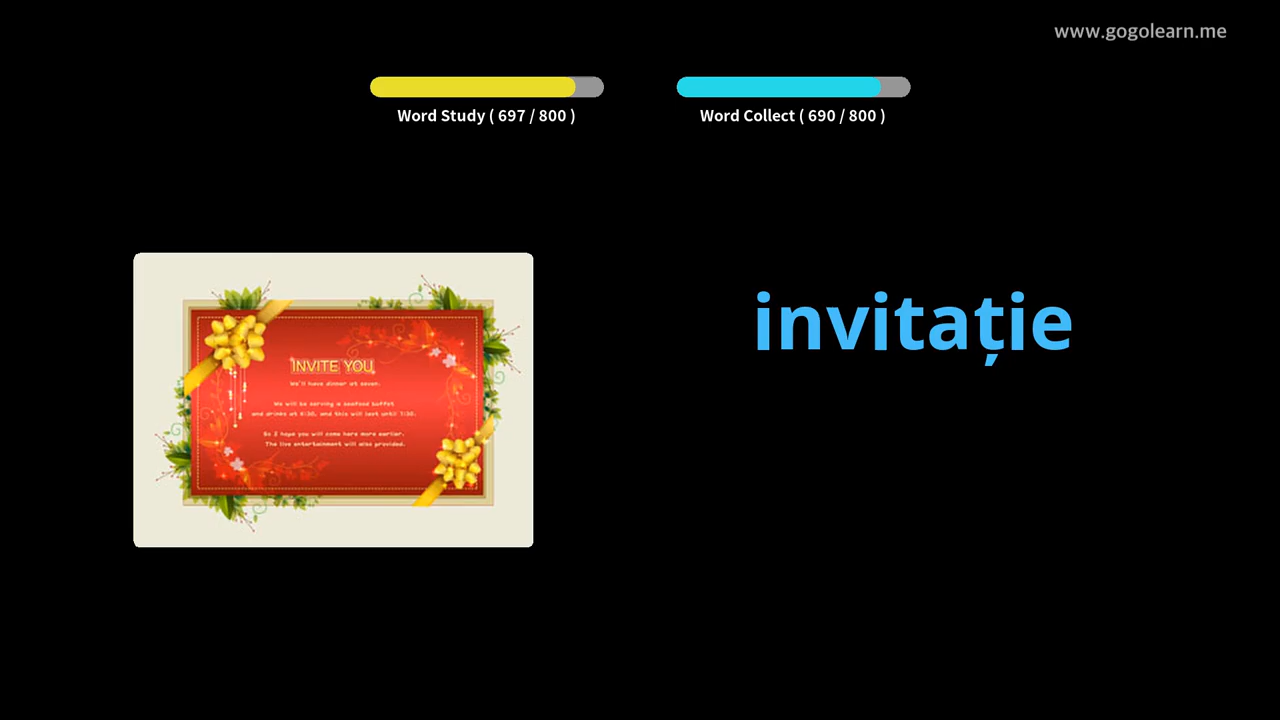 www.gogolearn.me
Word Study ( 697 / 800 )
Word Collect ( 690 / 800 )
invitație
INVITE YOU
We'll have dinner at seven.
We will be serving a seafood buffet
and drinks at 6:30, and this will last until 7:30.
So I hope you will come here more earlier.
The live entertainment will also provided.